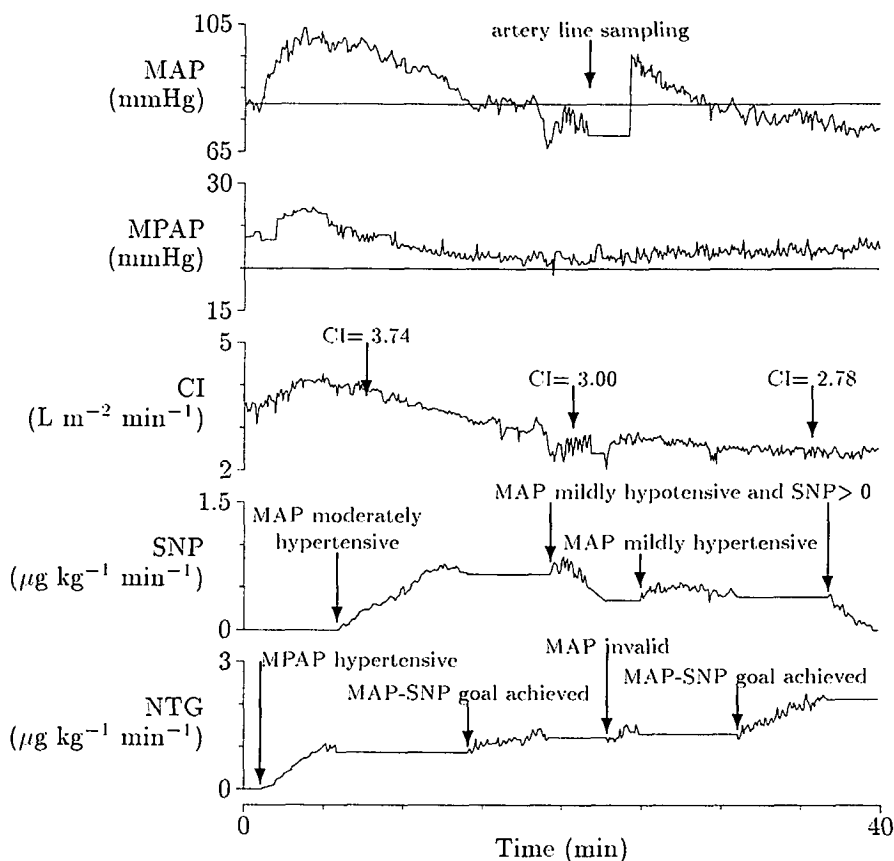 105
artery line sampling
MAP
(mmHg)
65
30
MPAP
(mmHg)
15
5
CI= 3.74
CI= 3.00
CI= 2.78
CI
(L m⁻² min⁻¹)
2
1.5
MAP mildly hypotensive and SNP> 0
MAP moderately
hypertensive
MAP mildly hypertensive
SNP
(μg kg⁻¹ min⁻¹)
0
3
MPAP hypertensive
MAP invalid
MAP-SNP goal achieved
MAP-SNP goal achieved
NTG
(μg kg⁻¹ min⁻¹)
0
0
40
Time (min)